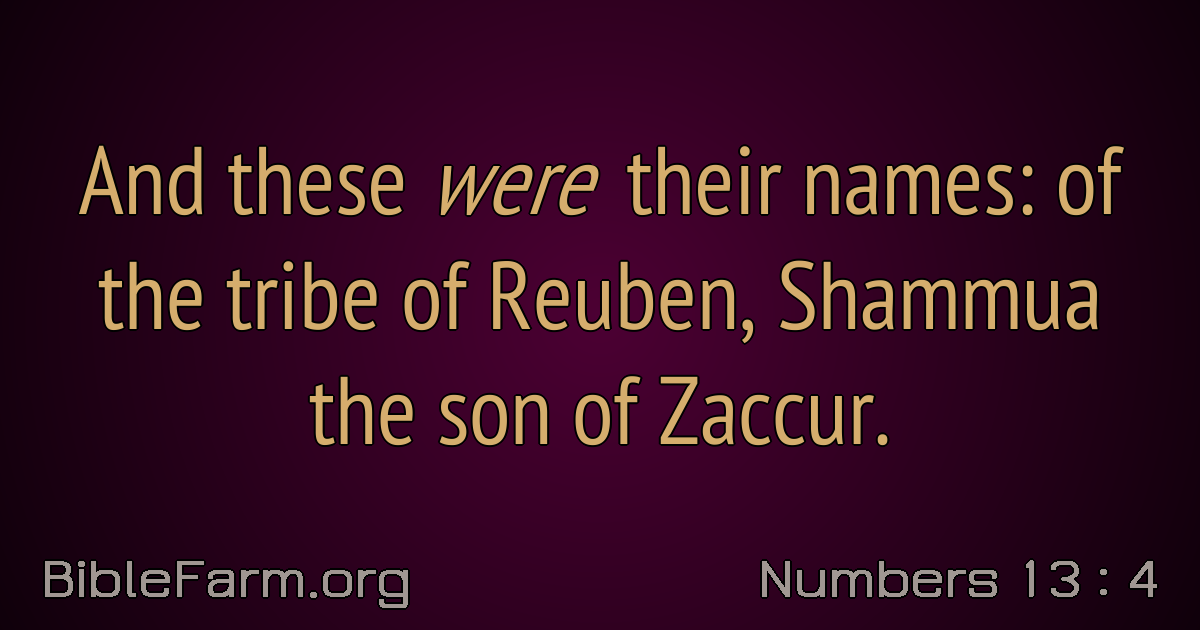 And these were their names: of
the tribe of Reuben, Shammua
the son of Zaccur.
BibleFarm.org
Numbers 13 : 4